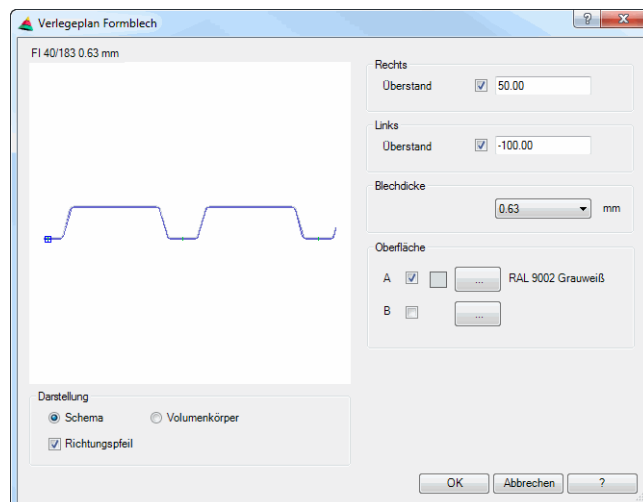 Verlegeplan Formblech
?
X
FI 40/183 0.63 mm
Rechts
Überstand 50.00
Links
Überstand -100.00
Blechdicke
0.63 mm
Oberfläche
A ... RAL 9002 Grauweiß
B ...
Darstellung
Schema Volumenkörper
Richtungspfeil
OK Abbrechen ?